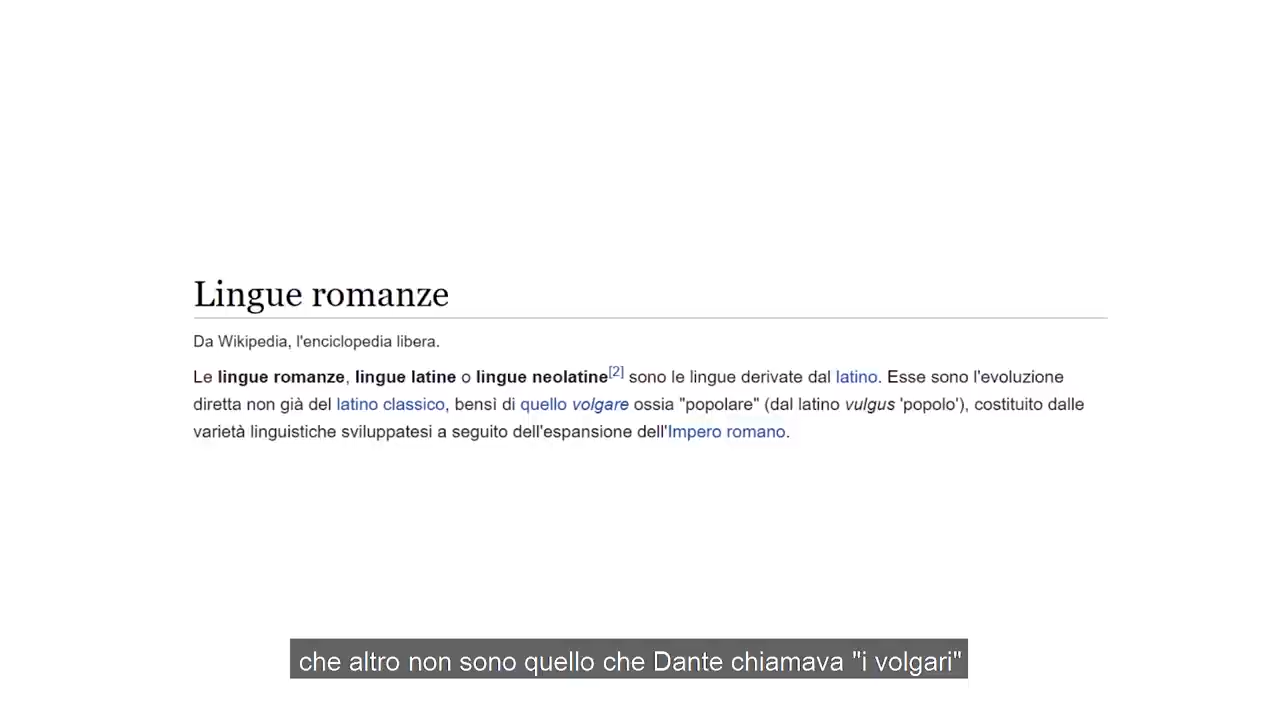 Lingue romanze
Da Wikipedia, l'enciclopedia libera.
Le lingue romanze, lingue latine o lingue neolatine[2] sono le lingue derivate dal latino. Esse sono l'evoluzione
diretta non già del latino classico, bensì di quello volgare ossia "popolare" (dal latino vulgus 'popolo'), costituito dalle
varietà linguistiche sviluppatesi a seguito dell'espansione dell'Impero romano.
che altro non sono quello che Dante chiamava "i volgari"